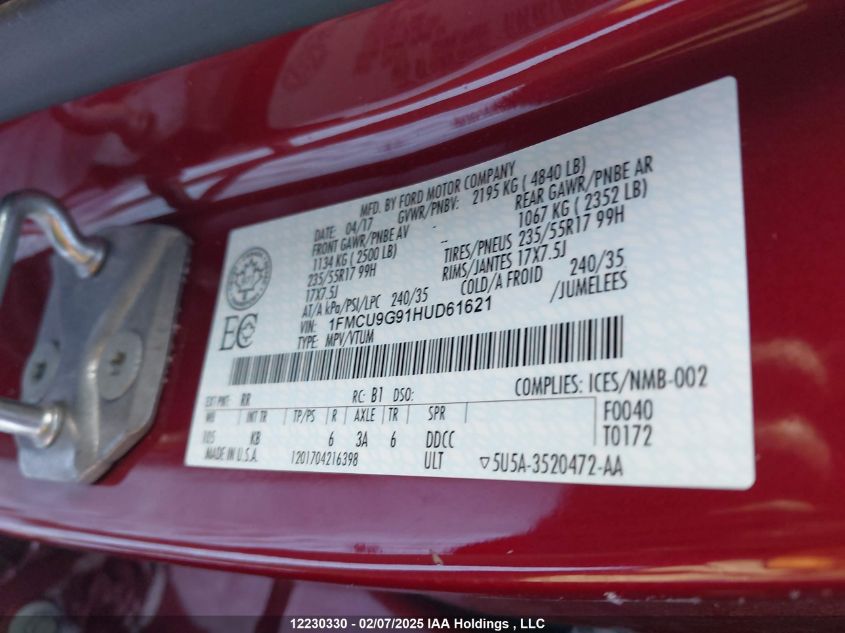 MFD. BY FORD MOTOR COMPANY
DATE: 04/17 GVWR/PNBV: 2195 KG ( 4840 LB)
FRONT GAWR/PNBE AV - REAR GAWR/PNBE AR
1134 KG ( 2500 LB) 1067 KG ( 2352 LB)
235/55R17 99H TIRES/PNEUS 235/55R17 99H
17X7.5J RIMS/JANTES 17X7.5J
AT/A kPa/PSI/LPC 240/35 COLD/A FROID 240/35
VIN: 1FMCU9G91HUD61621 /JUMELEES
TYPE: MPV/VTUM
EC
COMPLIES: ICES/NMB-002
EXT PNT: RR RC: B1 DSO:
WB INT TR TP/PS R AXLE TR SPR F0040
105 KB 6 3A 6 DDCC T0172
MADE IN U.S.A. 1201704216398 ULT ▽5U5A-3520472-AA
12230330 - 02/07/2025 IAA Holdings , LLC